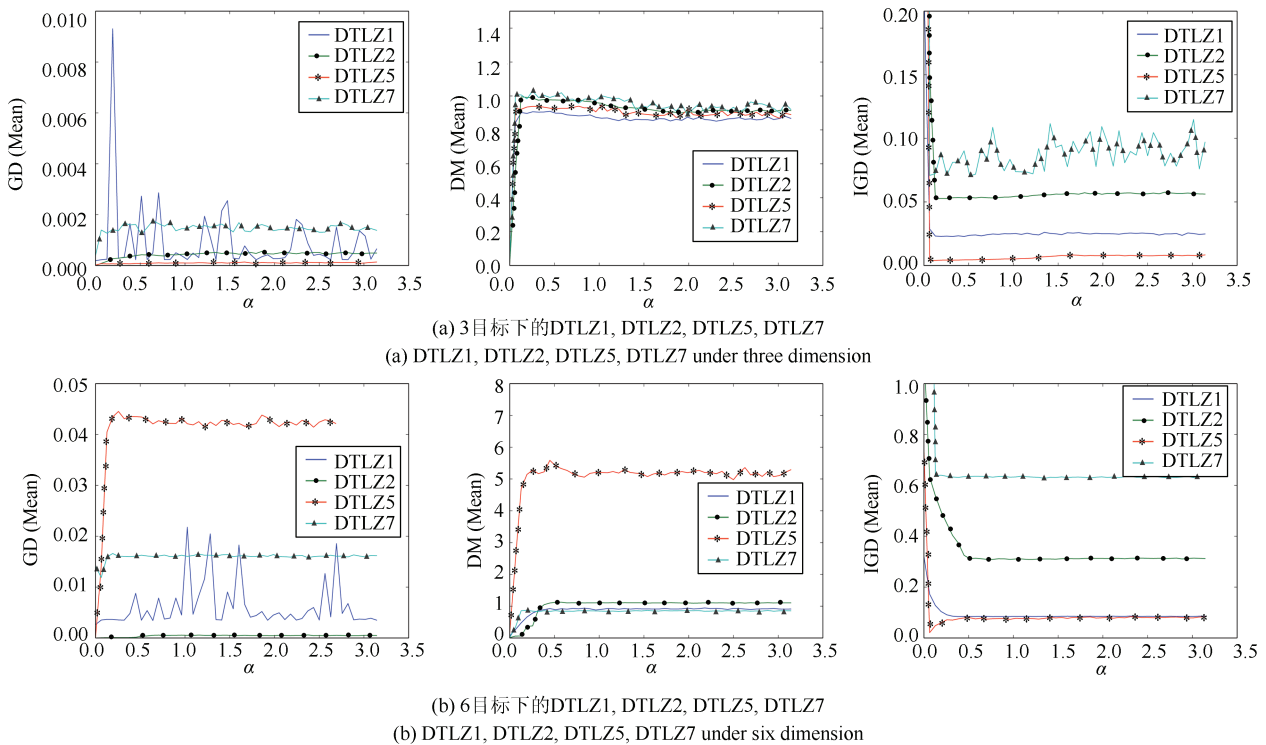 GD (Mean)
0.010
0.008
0.006
0.004
0.002
0.000
DTLZ1
DTLZ2
DTLZ5
DTLZ7
0.0 0.5 1.0 1.5 2.0 2.5 3.0 3.5
α
DM (Mean)
1.4
1.2
1.0
0.8
0.6
0.4
0.2
0.0
DTLZ1
DTLZ2
DTLZ5
DTLZ7
0.0 0.5 1.0 1.5 2.0 2.5 3.0 3.5
α
IGD (Mean)
0.20
0.15
0.10
0.05
0.00
DTLZ1
DTLZ2
DTLZ5
DTLZ7
0.0 0.5 1.0 1.5 2.0 2.5 3.0 3.5
α
(a) 3目标下的DTLZ1, DTLZ2, DTLZ5, DTLZ7
(a) DTLZ1, DTLZ2, DTLZ5, DTLZ7 under three dimension
GD (Mean)
0.05
0.04
0.03
0.02
0.01
0.00
DTLZ1
DTLZ2
DTLZ5
DTLZ7
0.0 0.5 1.0 1.5 2.0 2.5 3.0 3.5
α
DM (Mean)
8
7
6
5
4
3
2
1
0
DTLZ1
DTLZ2
DTLZ5
DTLZ7
0.0 0.5 1.0 1.5 2.0 2.5 3.0 3.5
α
IGD (Mean)
1.0
0.8
0.6
0.4
0.2
0.0
DTLZ1
DTLZ2
DTLZ5
DTLZ7
0.0 0.5 1.0 1.5 2.0 2.5 3.0 3.5
α
(b) 6目标下的DTLZ1, DTLZ2, DTLZ5, DTLZ7
(b) DTLZ1, DTLZ2, DTLZ5, DTLZ7 under six dimension